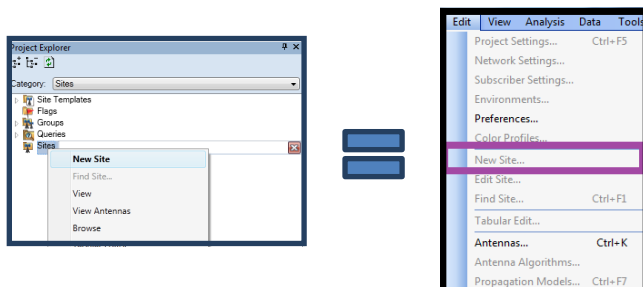 Project Explorer
Category: Sites
Site Templates
Flags
Groups
Queries
Sites
New Site
Find Site...
View
View Antennas
Browse
Edit View Analysis Data Tools
Project Settings... Ctrl+F5
Network Settings...
Subscriber Settings...
Environments...
Preferences...
Color Profiles...
New Site...
Edit Site...
Find Site... Ctrl+F1
Tabular Edit...
Antennas... Ctrl+K
Antenna Algorithms...
Propagation Models... Ctrl+F7